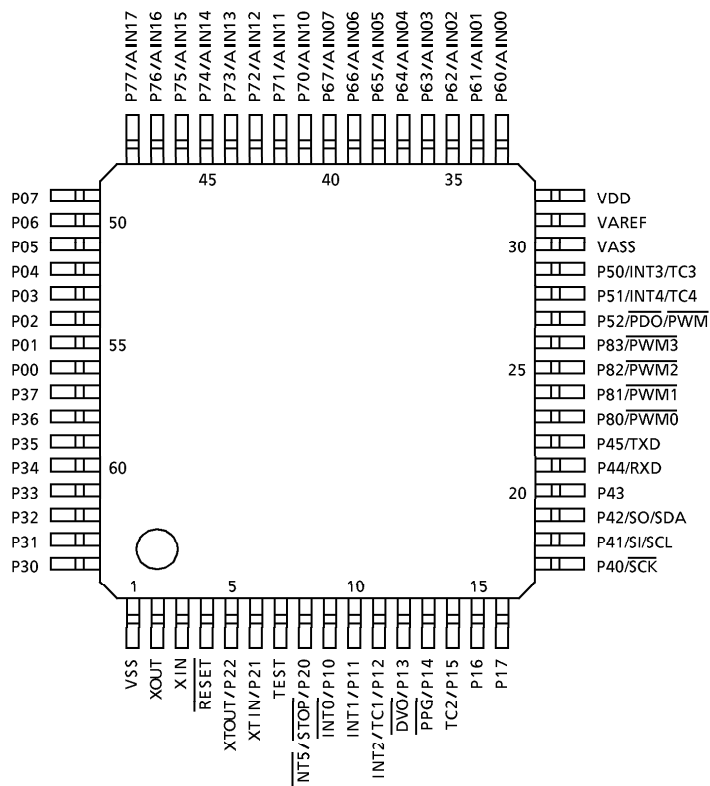 P77/AIN17
P76/AIN16
P75/AIN15
P74/AIN14
P73/AIN13
P72/AIN12
P71/AIN11
P70/AIN10
P67/AIN07
P66/AIN06
P65/AIN05
P64/AIN04
P63/AIN03
P62/AIN02
P61/AIN01
P60/AIN00
45
40
35
P07
P06
P05
P04
P03
P02
P01
P00
P37
P36
P35
P34
P33
P32
P31
P30
50
55
60
30
25
20
VDD
VAREF
VASS
P50/INT3/TC3
P51/INT4/TC4
P52/PDO/PWM
P83/PWM3
P82/PWM2
P81/PWM1
P80/PWM0
P45/TXD
P44/RXD
P43
P42/SO/SDA
P41/SI/SCL
P40/SCK
1
5
10
15
VSS
XOUT
XIN
RESET
XTOUT/P22
XTIN/P21
TEST
NT5/STOP/P20
INT0/P10
INT1/P11
INT2/TC1/P12
DVO/P13
PPG/P14
TC2/P15
P16
P17